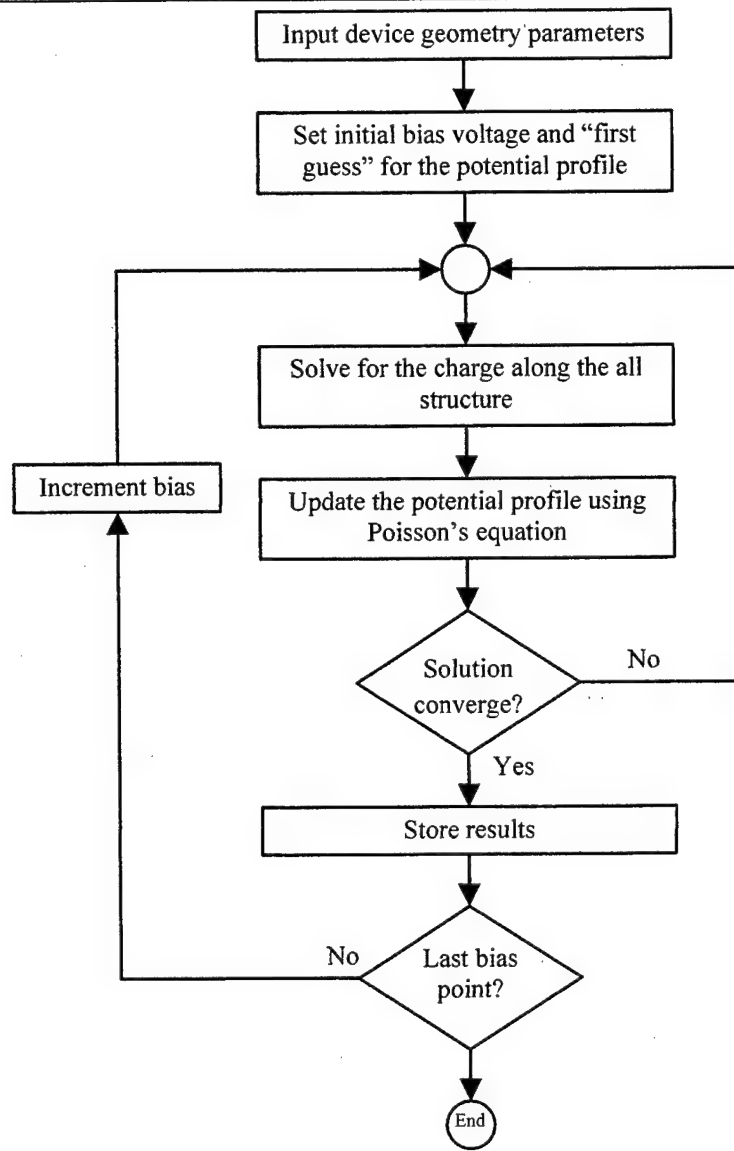 Input device geometry parameters
Set initial bias voltage and “first
guess” for the potential profile
Solve for the charge along the all
structure
Increment bias
Update the potential profile using
Poisson’s equation
Solution
converge?
No
Yes
Store results
No
Last bias
point?
End